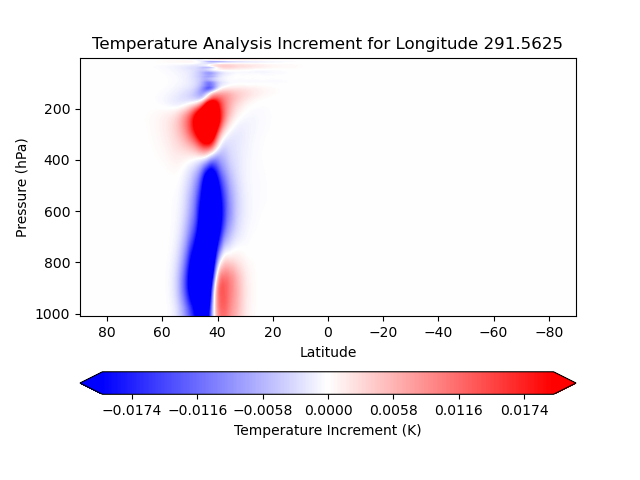 Temperature Analysis Increment for Longitude 291.5625
Pressure (hPa)
200
400
600
800
1000
80 60 40 20 0 −20 −40 −60 −80
Latitude
−0.0174 −0.0116 −0.0058 0.0000 0.0058 0.0116 0.0174
Temperature Increment (K)